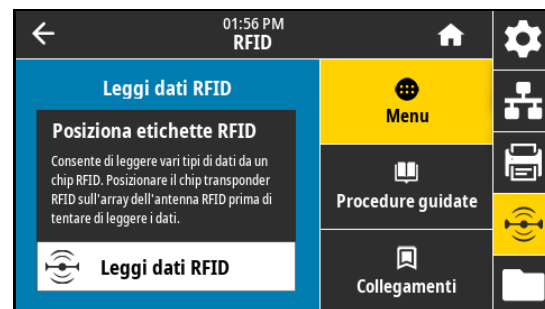 01:56 PM
RFID
Leggi dati RFID
Posiziona etichette RFID
Consente di leggere vari tipi di dati da un
chip RFID. Posizionare il chip transponder
RFID sull'array dell'antenna RFID prima di
tentare di leggere i dati.
Leggi dati RFID
Menu
Procedure guidate
Collegamenti